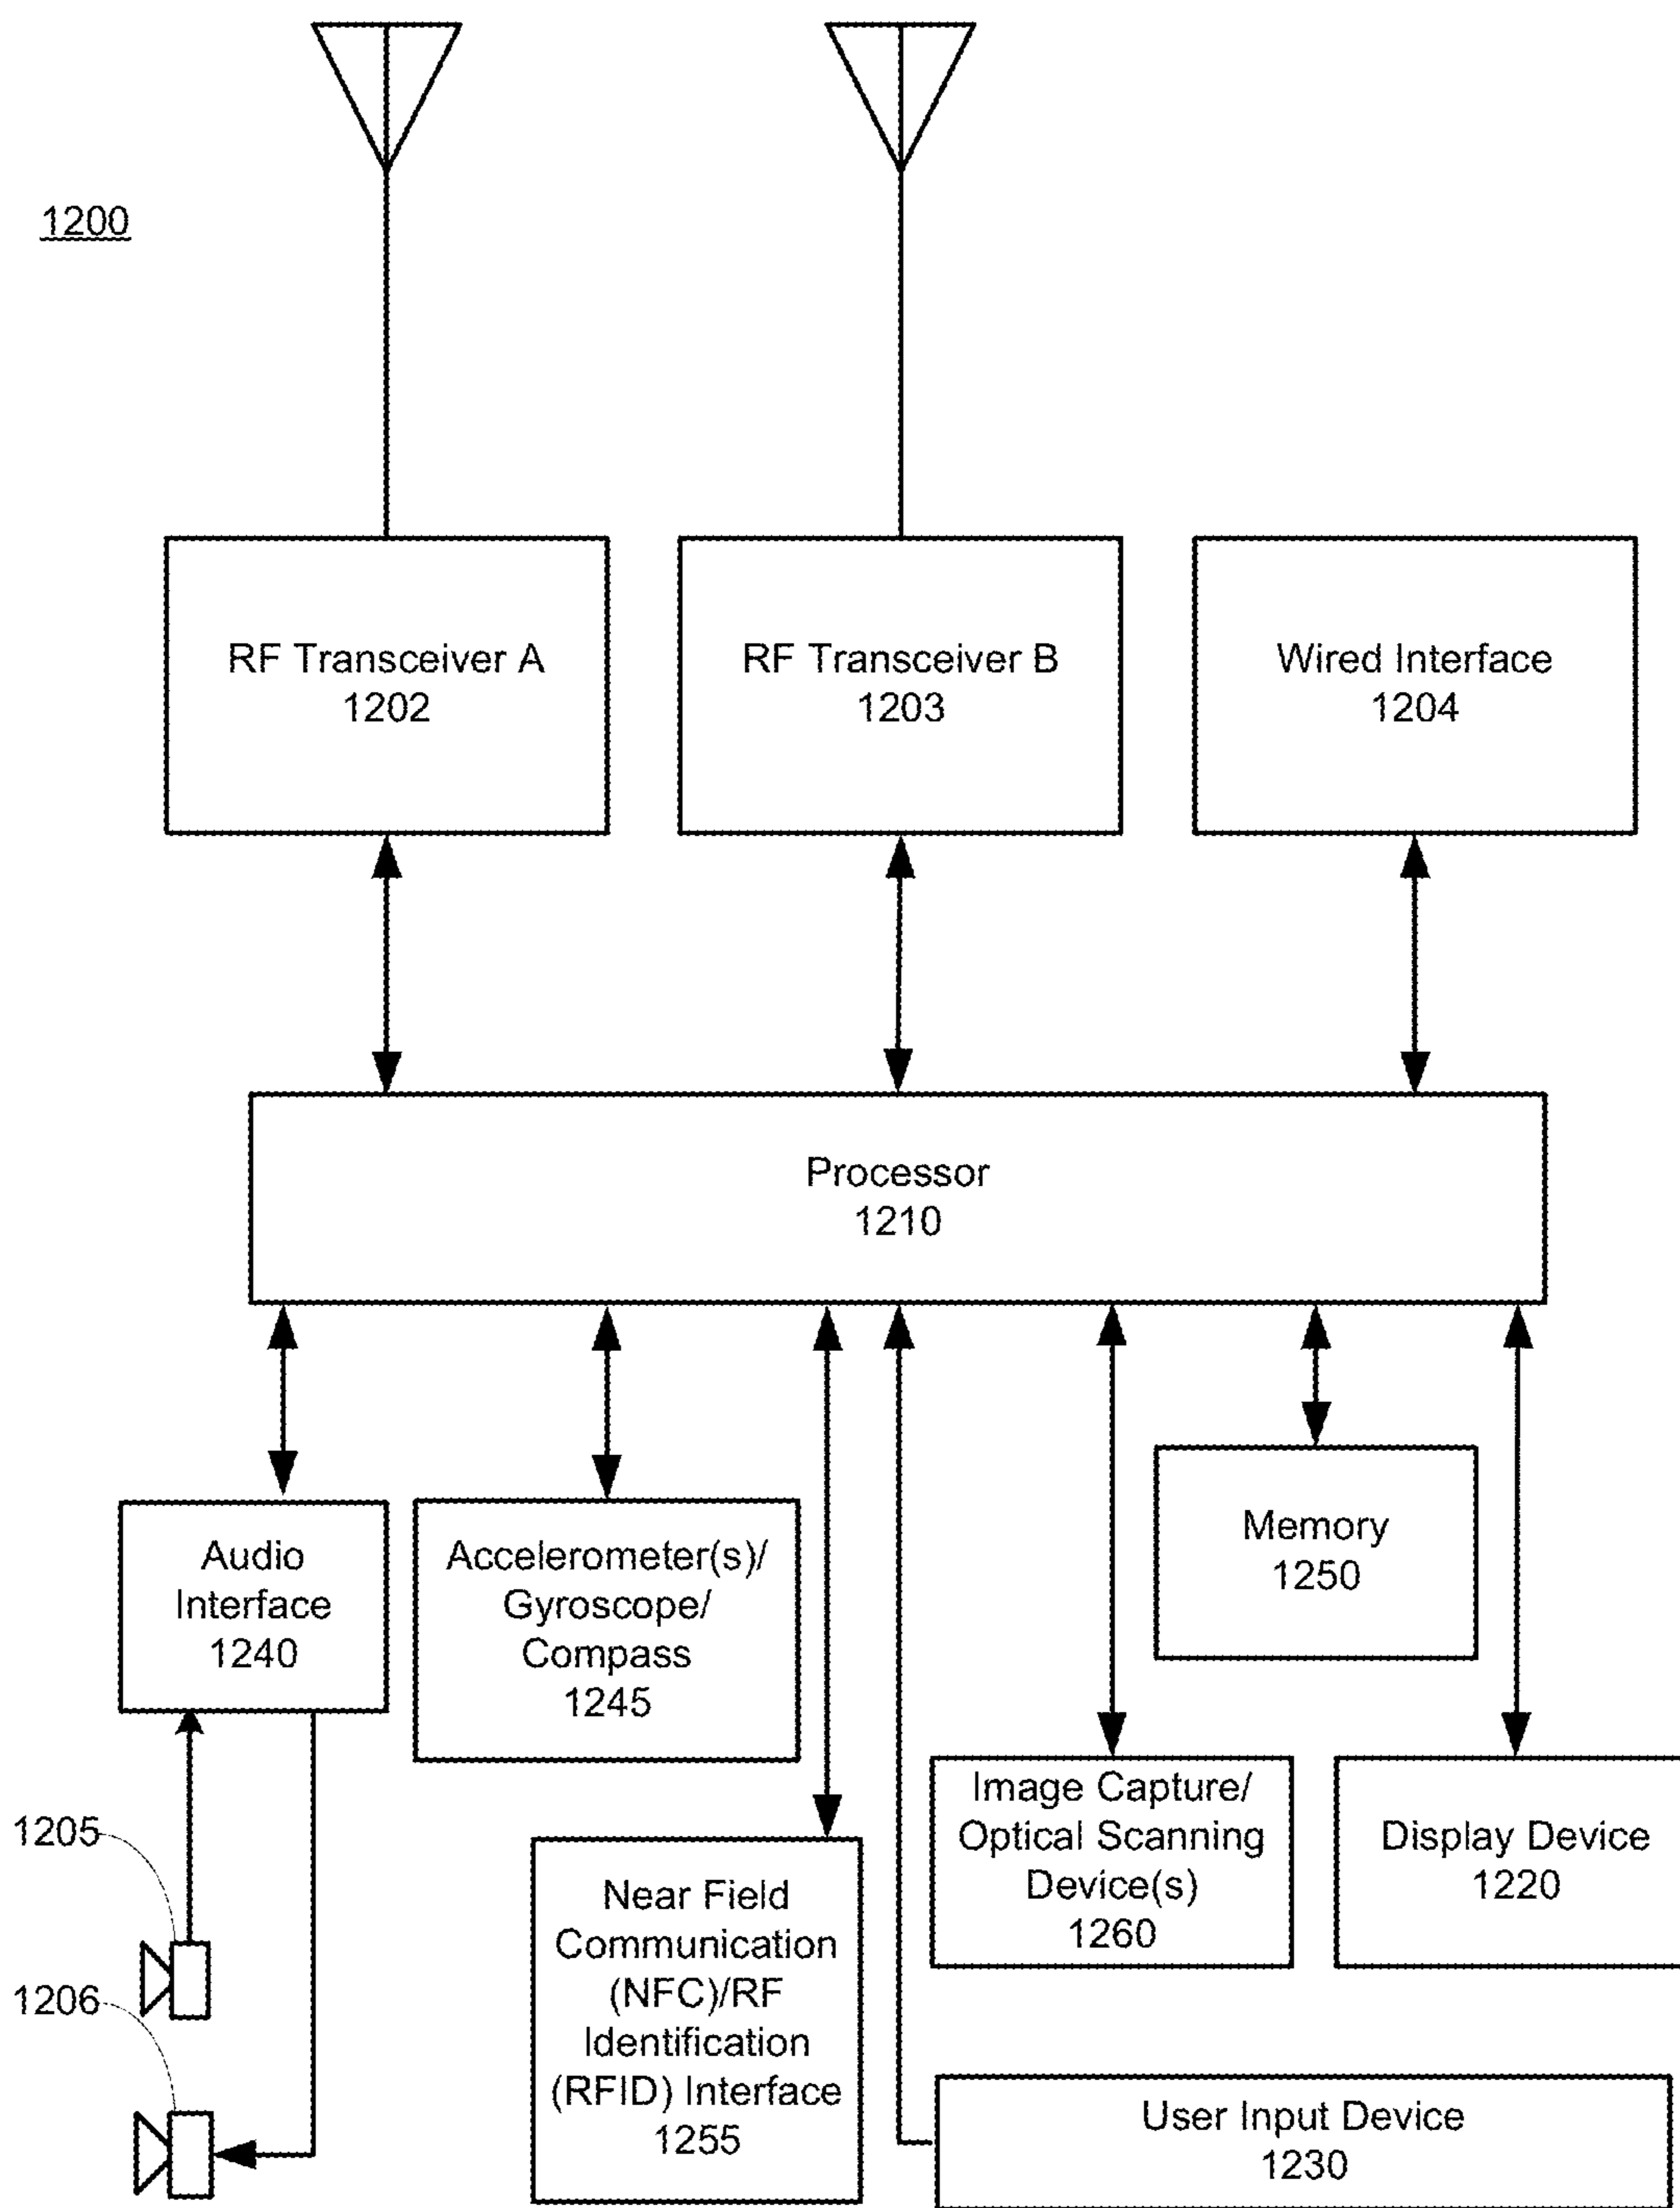 1200
RF Transceiver A
1202
RF Transceiver B
1203
Wired Interface
1204
Processor
1210
Audio
Interface
1240
Accelerometer(s)/
Gyroscope/
Compass
1245
Memory
1250
1205
1206
Near Field
Communication
(NFC)/RF
Identification
(RFID) Interface
1255
Image Capture/
Optical Scanning
Device(s)
1260
Display Device
1220
User Input Device
1230